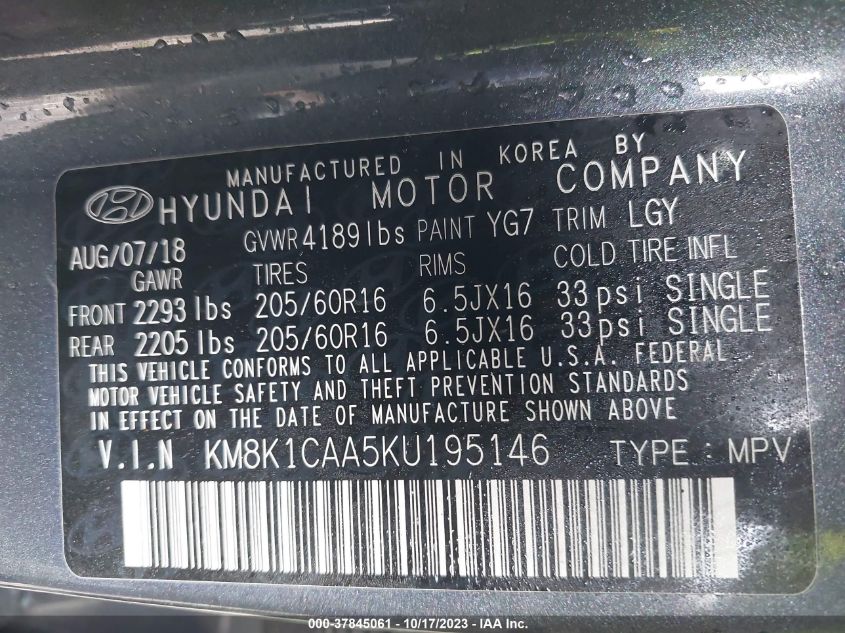 MANUFACTURED IN KOREA BY
HYUNDAI MOTOR COMPANY
AUG/07/18 GVWR 4189lbs PAINT YG7 TRIM LGY
GAWR TIRES RIMS COLD TIRE INFL
FRONT 2293 lbs 205/60R16 6.5JX16 33psi SINGLE
REAR 2205 lbs 205/60R16 6.5JX16 33psi SINGLE
THIS VEHICLE CONFORMS TO ALL APPLICABLE U.S.A. FEDERAL
MOTOR VEHICLE SAFETY AND THEFT PREVENTION STANDARDS
IN EFFECT ON THE DATE OF MANUFACTURE SHOWN ABOVE
V.I.N KM8K1CAA5KU195146 TYPE : MPV
000-37845061 - 10/17/2023 - IAA Inc.